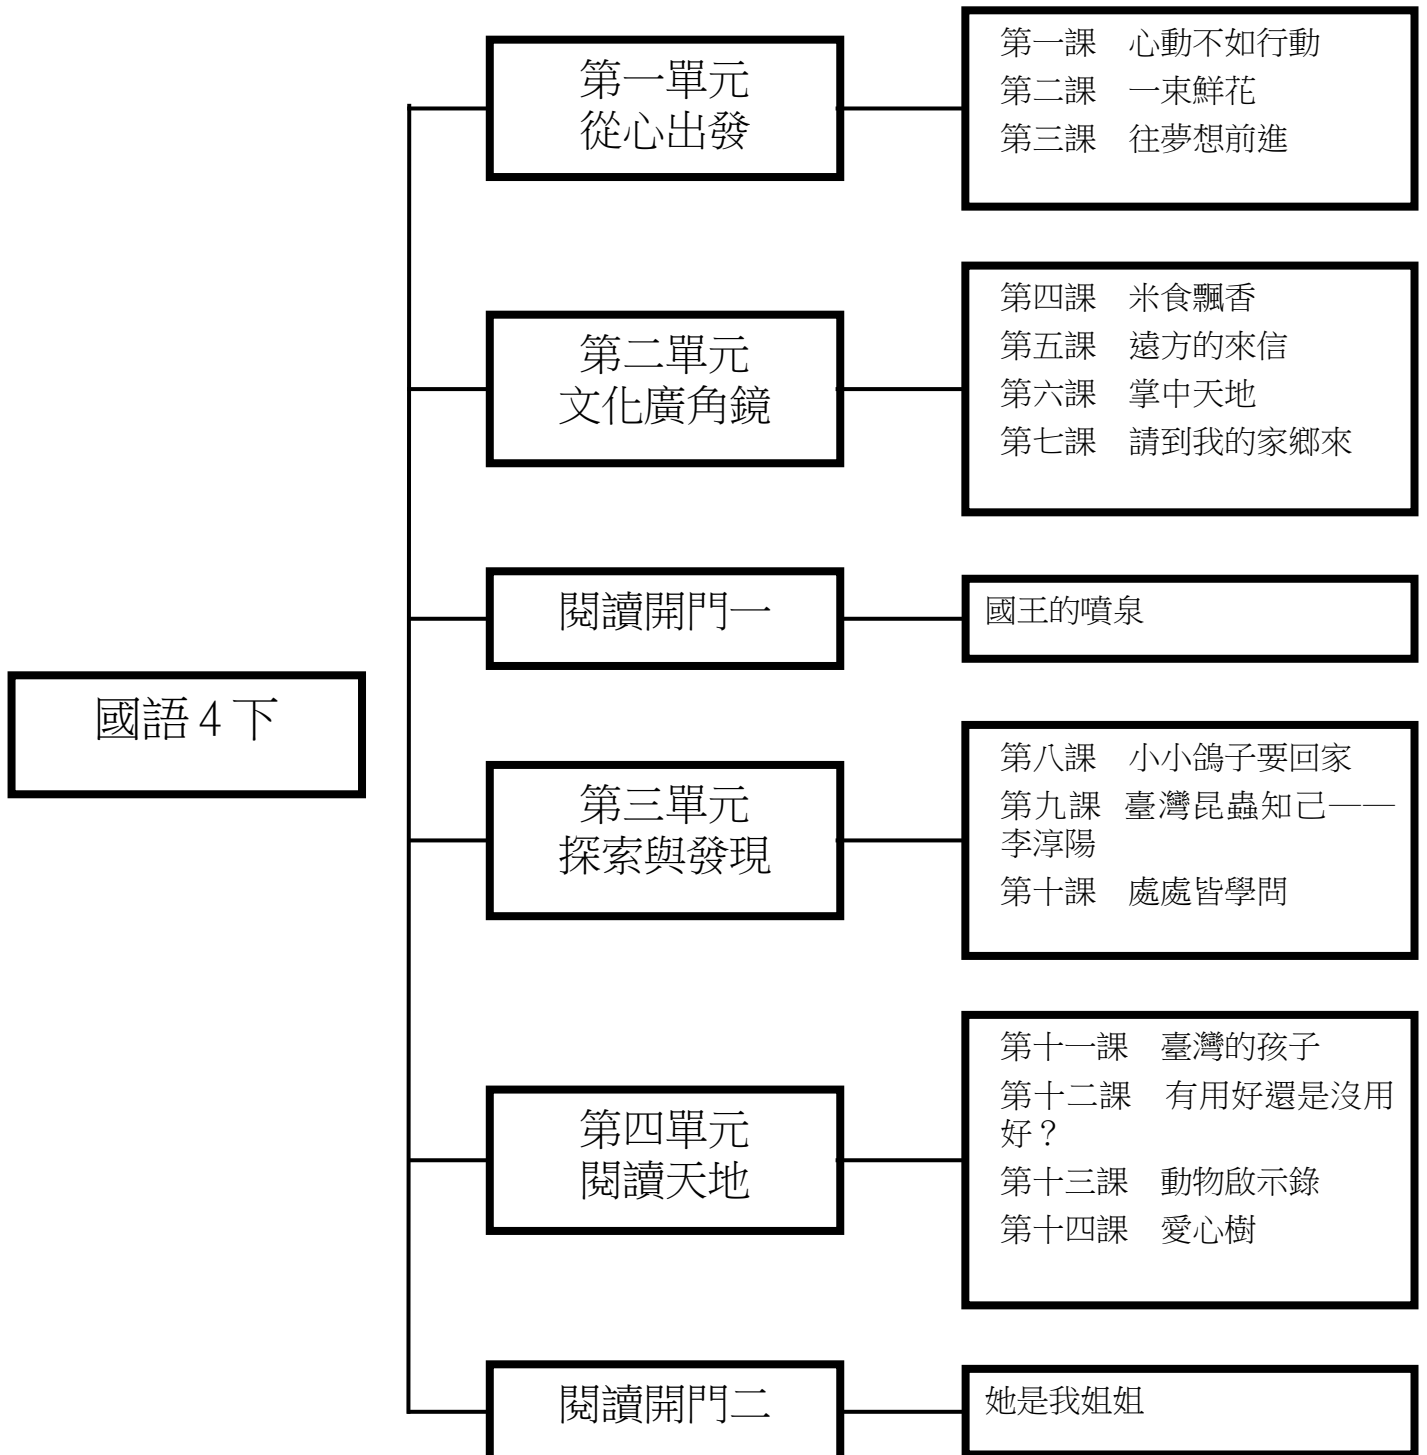 國語4下
第一單元
從心出發
第一課　心動不如行動
第二課　一束鮮花
第三課　往夢想前進
第二單元
文化廣角鏡
第四課　米食飄香
第五課　遠方的來信
第六課　掌中天地
第七課　請到我的家鄉來
閱讀開門一
國王的噴泉
第三單元
探索與發現
第八課　小小鴿子要回家
第九課　臺灣昆蟲知己——
李淳陽
第十課　處處皆學問
第四單元
閱讀天地
第十一課　臺灣的孩子
第十二課　有用好還是沒用
好？
第十三課　動物啟示錄
第十四課　愛心樹
閱讀開門二
她是我姐姐